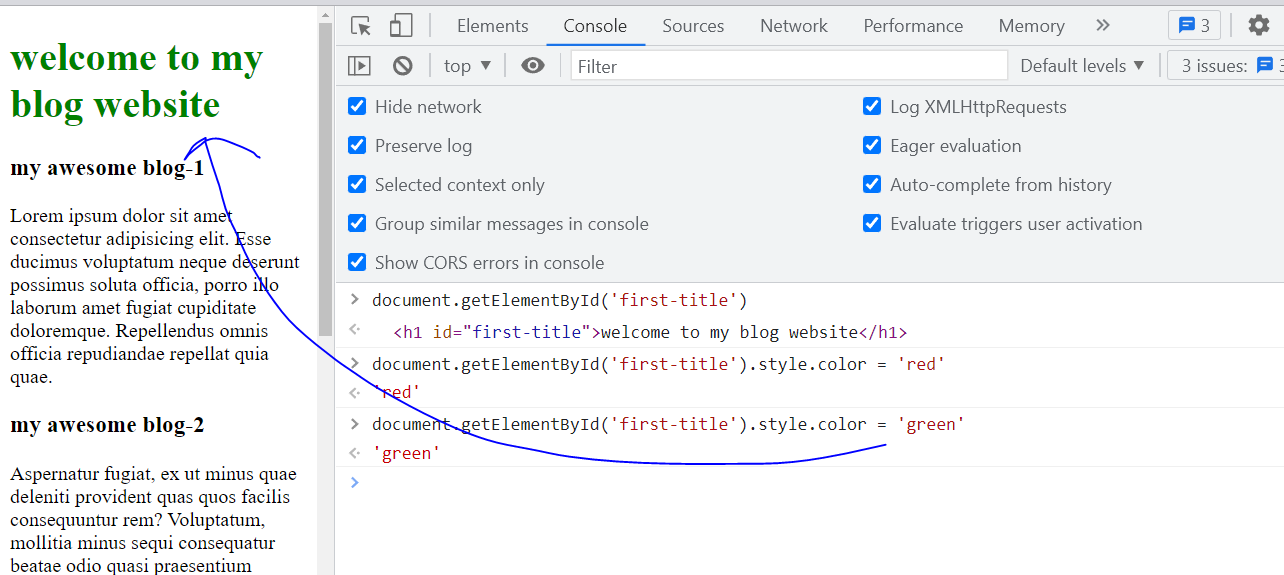 welcome to my
blog website
my awesome blog-1
Lorem ipsum dolor sit amet
consectetur adipisicing elit. Esse
ducimus voluptatum neque deserunt
possimus soluta officia, porro illo
laborum amet fugiat cupiditate
doloremque. Repellendus omnis
officia repudiandae repellat quia
quae.
my awesome blog-2
Aspernatur fugiat, ex ut minus quae
deleniti provident quas quos facilis
consequuntur rem? Voluptatum,
mollitia minus sequi consequatur
beatae odio quasi praesentium
Elements Console Sources Network Performance Memory » 3
top ▼ Filter Default levels ▼ 3 issues: 3
Hide network Log XMLHttpRequests
Preserve log Eager evaluation
Selected context only Auto-complete from history
Group similar messages in console Evaluate triggers user activation
Show CORS errors in console
> document.getElementById('first-title')
<h1 id="first-title">welcome to my blog website</h1>
> document.getElementById('first-title').style.color = 'red'
'red'
> document.getElementById('first-title').style.color = 'green'
'green'
>